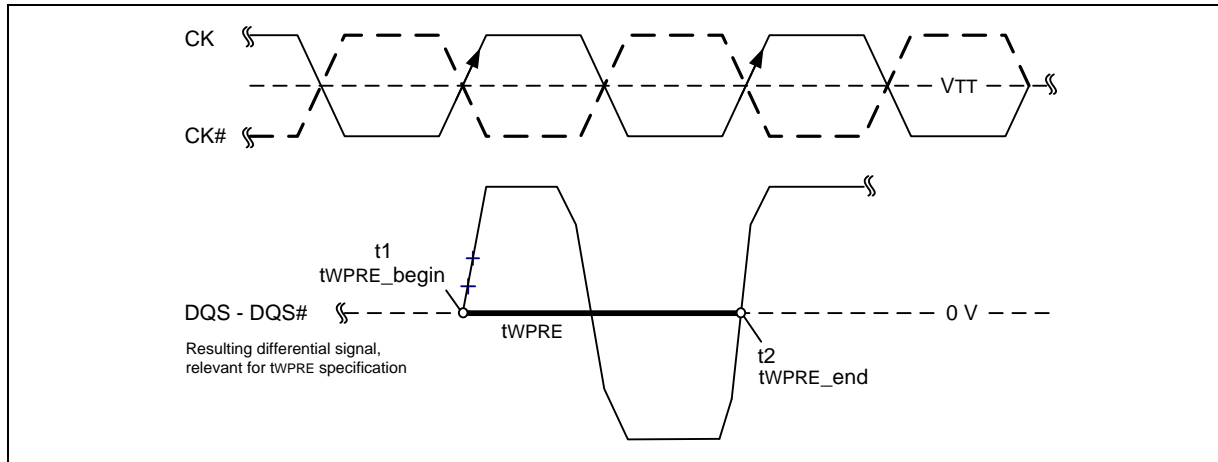 CK
VTT
CK#
t1
tWPRE_begin
DQS - DQS#
tWPRE
0 V
Resulting differential signal,
relevant for tWPRE specification
t2
tWPRE_end